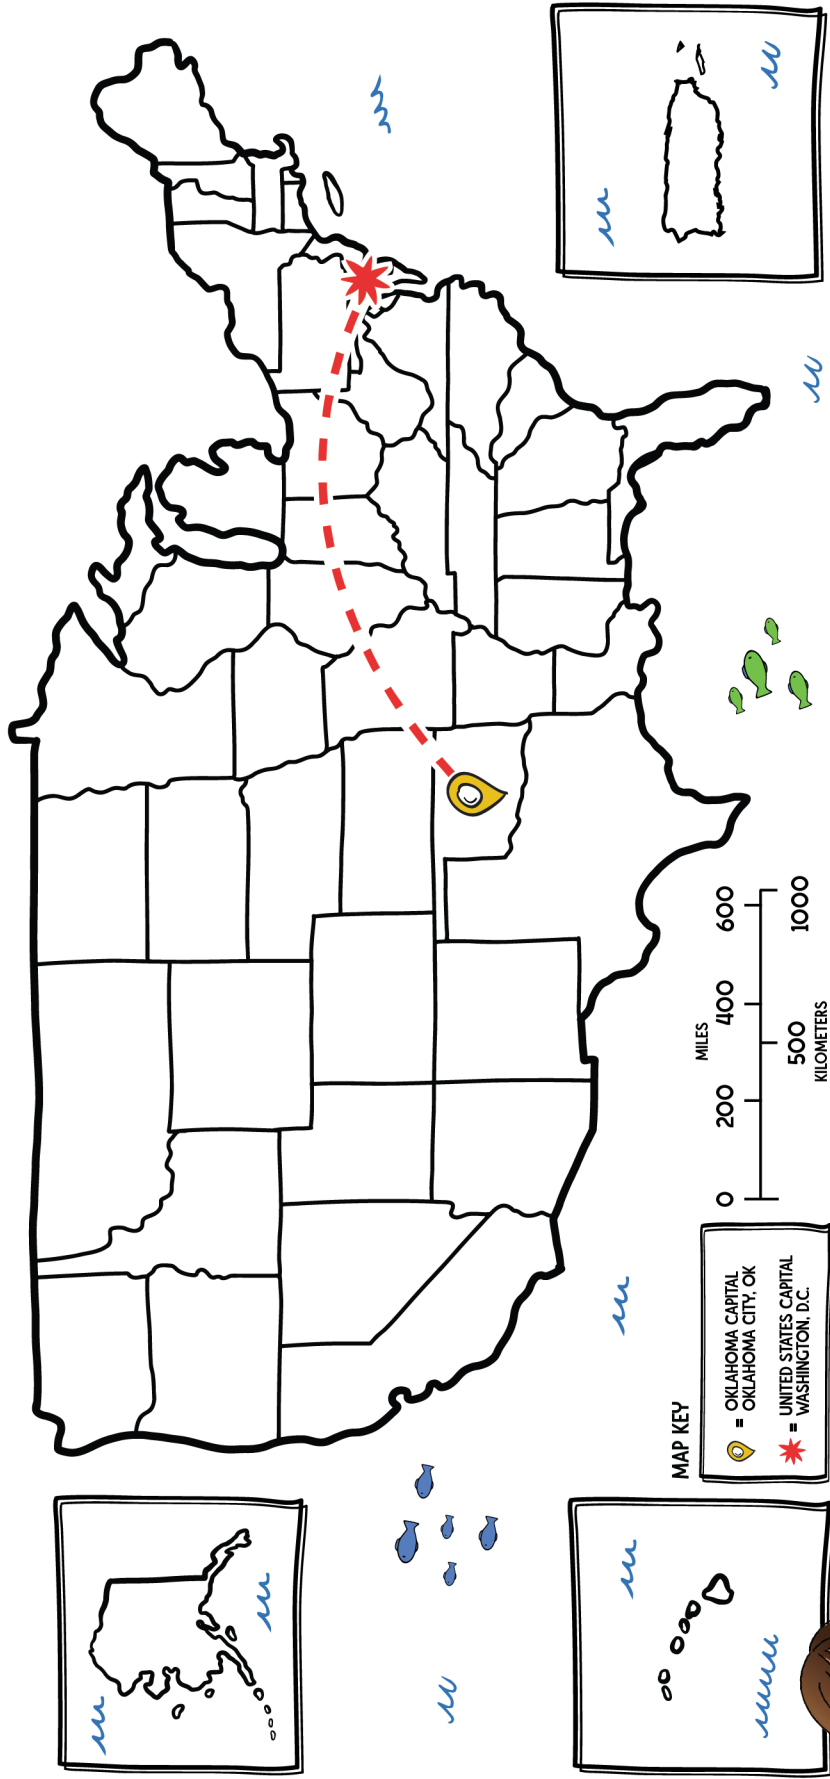 MAP KEY
= OKLAHOMA CAPITAL
OKLAHOMA CITY, OK
= UNITED STATES CAPITAL
WASHINGTON, D.C.
MILES
0 200 400 600
500 1000
KILOMETERS